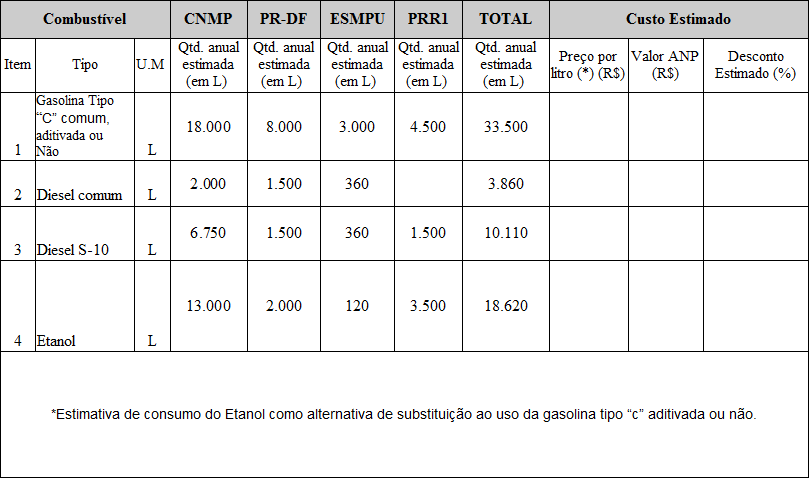 Combustível CNMP PR-DF ESMPU PRR1 TOTAL Custo Estimado
Item Tipo U.M Qtd. anual estimada (em L) Qtd. anual estimada (em L) Qtd. anual estimada (em L) Qtd. anual estimada (em L) Qtd. anual estimada (em L) Preço por litro (*) (R$) Valor ANP (R$) Desconto Estimado (%)
1 Gasolina Tipo “C” comum, aditivada ou Não L 18.000 8.000 3.000 4.500 33.500
2 Diesel comum L 2.000 1.500 360 3.860
3 Diesel S-10 L 6.750 1.500 360 1.500 10.110
4 Etanol L 13.000 2.000 120 3.500 18.620
*Estimativa de consumo do Etanol como alternativa de substituição ao uso da gasolina tipo “c” aditivada ou não.